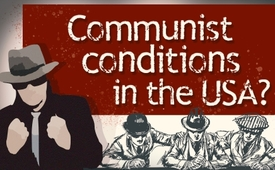 Communist
conditions
in the USA?